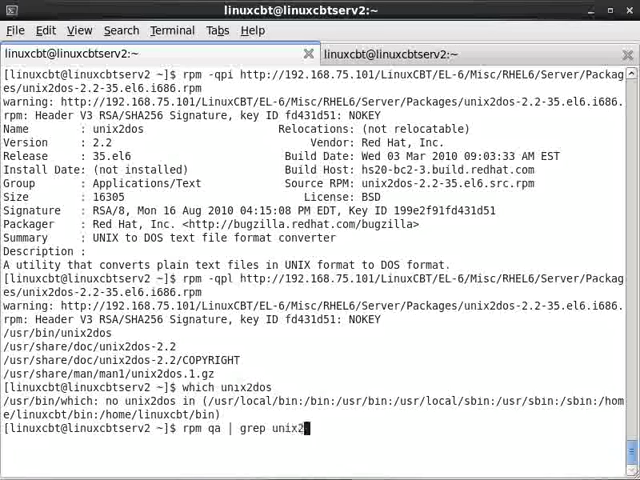 linuxcbt@linuxcbtserv2:~
File Edit View Search Terminal Tabs Help
linuxcbt@linuxcbtserv2:~ linuxcbt@linuxcbtserv2:~
[linuxcbt@linuxcbtserv2 ~]$ rpm -qpi http://192.168.75.101/LinuxCBT/EL-6/Misc/RHEL6/Server/Packag
es/unix2dos-2.2-35.el6.i686.rpm
warning: http://192.168.75.101/LinuxCBT/EL-6/Misc/RHEL6/Server/Packages/unix2dos-2.2-35.el6.i686.
rpm: Header V3 RSA/SHA256 Signature, key ID fd431d51: NOKEY
Name : unix2dos Relocations: (not relocatable)
Version : 2.2 Vendor: Red Hat, Inc.
Release : 35.el6 Build Date: Wed 03 Mar 2010 09:03:33 AM EST
Install Date: (not installed) Build Host: hs20-bc2-3.build.redhat.com
Group : Applications/Text Source RPM: unix2dos-2.2-35.el6.src.rpm
Size : 16305 License: BSD
Signature : RSA/8, Mon 16 Aug 2010 04:15:08 PM EDT, Key ID 199e2f91fd431d51
Packager : Red Hat, Inc. <http://bugzilla.redhat.com/bugzilla>
Summary : UNIX to DOS text file format converter
Description :
A utility that converts plain text files in UNIX format to DOS format.
[linuxcbt@linuxcbtserv2 ~]$ rpm -qpl http://192.168.75.101/LinuxCBT/EL-6/Misc/RHEL6/Server/Packag
es/unix2dos-2.2-35.el6.i686.rpm
warning: http://192.168.75.101/LinuxCBT/EL-6/Misc/RHEL6/Server/Packages/unix2dos-2.2-35.el6.i686.
rpm: Header V3 RSA/SHA256 Signature, key ID fd431d51: NOKEY
/usr/bin/unix2dos
/usr/share/doc/unix2dos-2.2
/usr/share/doc/unix2dos-2.2/COPYRIGHT
/usr/share/man/man1/unix2dos.1.gz
[linuxcbt@linuxcbtserv2 ~]$ which unix2dos
/usr/bin/which: no unix2dos in (/usr/local/bin:/bin:/usr/bin:/usr/local/sbin:/usr/sbin:/sbin:/hom
e/linuxcbt/bin:/home/linuxcbt/bin)
[linuxcbt@linuxcbtserv2 ~]$ rpm qa | grep unix2